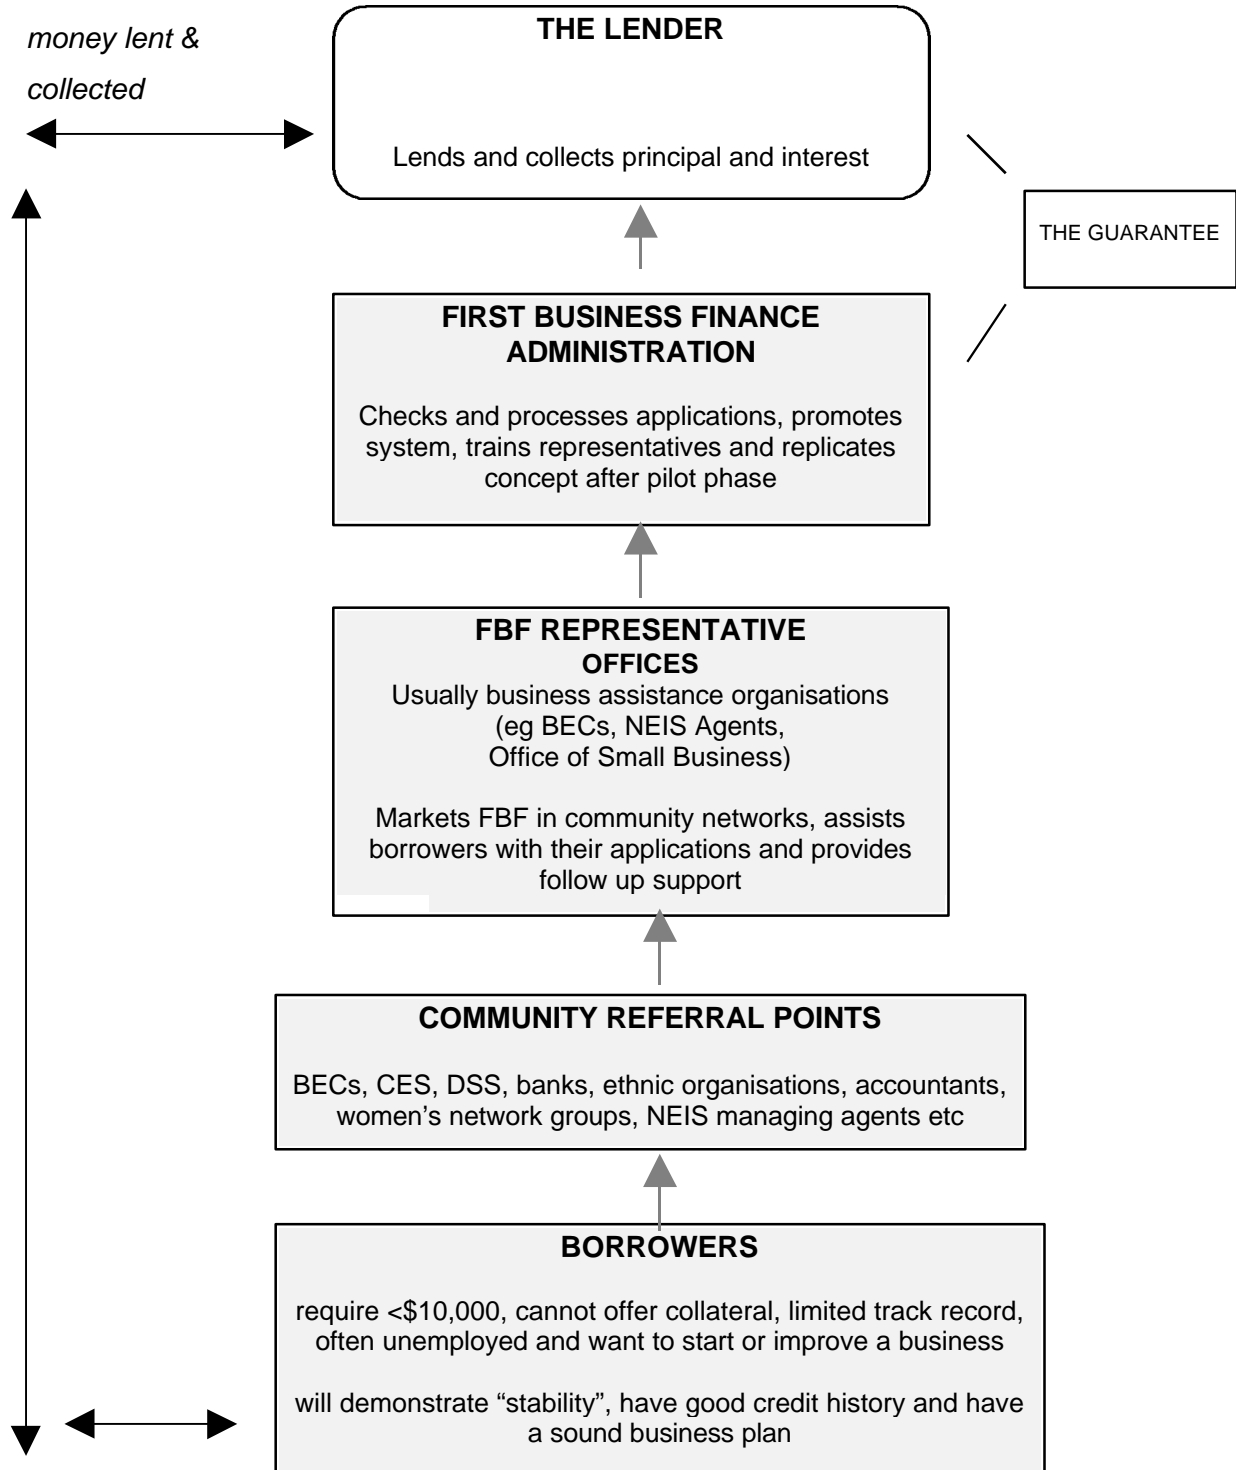 money lent &
collected
THE LENDER
Lends and collects principal and interest
THE GUARANTEE
FIRST BUSINESS FINANCE
ADMINISTRATION
Checks and processes applications, promotes
system, trains representatives and replicates
concept after pilot phase
FBF REPRESENTATIVE
OFFICES
Usually business assistance organisations
(eg BECs, NEIS Agents,
Office of Small Business)
Markets FBF in community networks, assists
borrowers with their applications and provides
follow up support
COMMUNITY REFERRAL POINTS
BECs, CES, DSS, banks, ethnic organisations, accountants,
women’s network groups, NEIS managing agents etc
BORROWERS
require <$10,000, cannot offer collateral, limited track record,
often unemployed and want to start or improve a business
will demonstrate “stability”, have good credit history and have
a sound business plan